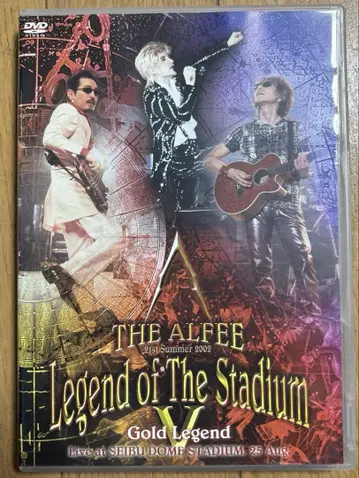 DVD
VIDEO
THE ALFEE
21st Summer 2002
Legend of The Stadium
V
Gold Legend
Live at SEIBU DOME STADIUM 25 Aug.